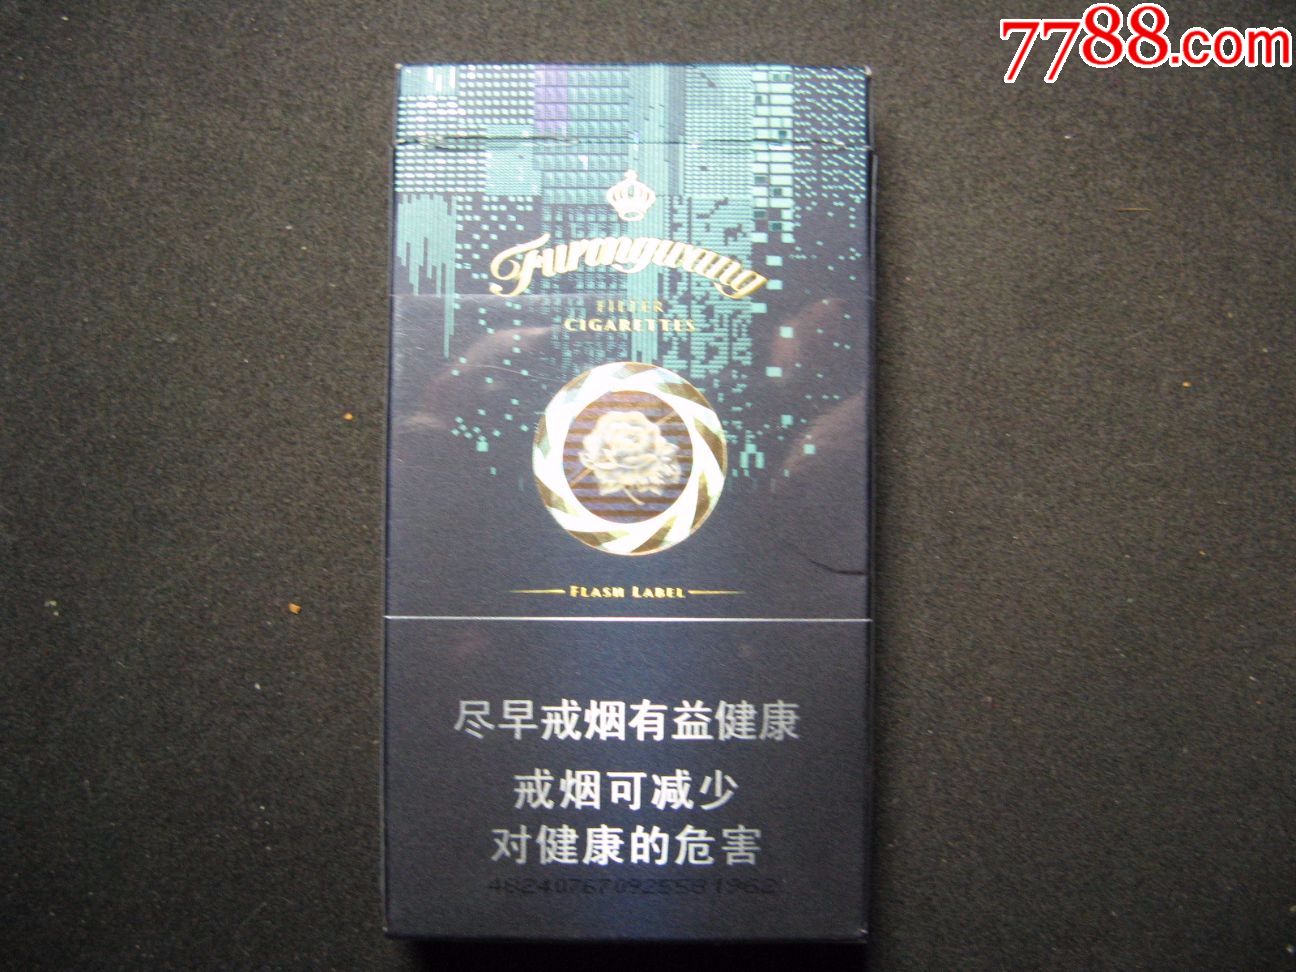 7788.com
Furongwang
FILTER
CIGARETTES
FLASH LABEL
尽早戒烟有益健康
戒烟可减少
对健康的危害
4824076709255581962